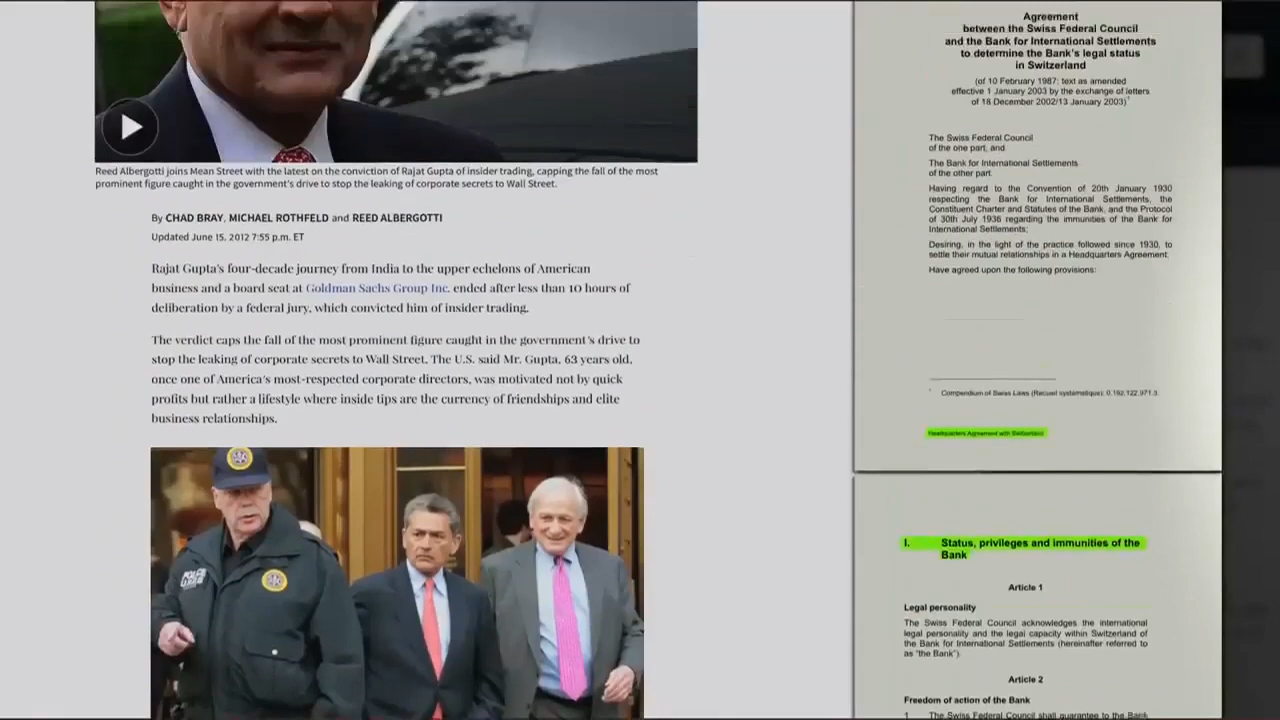 Reed Albergotti joins Mean Street with the latest on the conviction of Rajat Gupta of insider trading, capping the fall of the most
prominent figure caught in the government's drive to stop the leaking of corporate secrets to Wall Street.
By CHAD BRAY, MICHAEL ROTHFELD and REED ALBERGOTTI
Updated June 15, 2012 7:55 p.m. ET
Rajat Gupta's four-decade journey from India to the upper echelons of American
business and a board seat at Goldman Sachs Group Inc. ended after less than 10 hours of
deliberation by a federal jury, which convicted him of insider trading.
The verdict caps the fall of the most prominent figure caught in the government's drive to
stop the leaking of corporate secrets to Wall Street. The U.S. said Mr. Gupta, 63 years old,
once one of America's most-respected corporate directors, was motivated not by quick
profits but rather a lifestyle where inside tips are the currency of friendships and elite
business relationships.
POLICE
Agreement
between the Swiss Federal Council
and the Bank for International Settlements
to determine the Bank's legal status
in Switzerland
(of 10 February 1987; text as amended
effective 1 January 2003 by the exchange of letters
of 18 December 2002/13 January 2003)¹
The Swiss Federal Council
of the one part, and
The Bank for International Settlements
of the other part
Having regard to the Convention of 20th January 1930
respecting the Bank for International Settlements, the
Constituent Charter and Statutes of the Bank, and the Protocol
of 30th July 1936 regarding the immunities of the Bank for
International Settlements;
Desiring, in the light of the practice followed since 1930, to
settle their mutual relationships in a Headquarters Agreement.
Have agreed upon the following provisions:
¹ Compendium of Swiss Laws (Recueil systématique): 0.192.122.971.3.
Headquarters Agreement with Switzerland
I. Status, privileges and immunities of the
Bank
Article 1
Legal personality
The Swiss Federal Council acknowledges the international
legal personality and the legal capacity within Switzerland of
the Bank for International Settlements (hereinafter referred to
as "the Bank").
Article 2
Freedom of action of the Bank
1 The Swiss Federal Council shall guarantee to the Bank